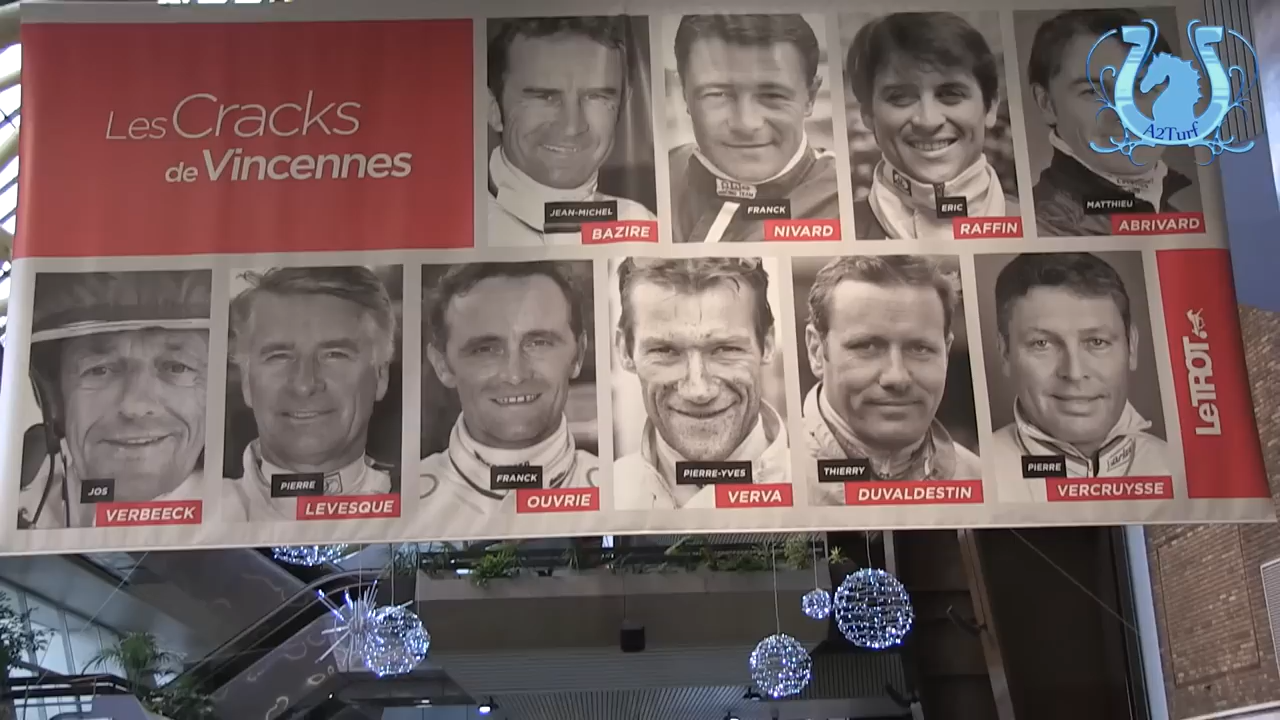 Les Cracks
de Vincennes
JEAN-MICHEL
BAZIRE
FRANCK
NIVARD
ERIC
RAFFIN
MATTHIEU
ABRIVARD
A2Turf
JOS
VERBEECK
PIERRE
LEVESQUE
FRANCK
OUVRIE
PIERRE-YVES
VERVA
THIERRY
DUVALDESTIN
PIERRE
VERCRUYSSE
LeTROT